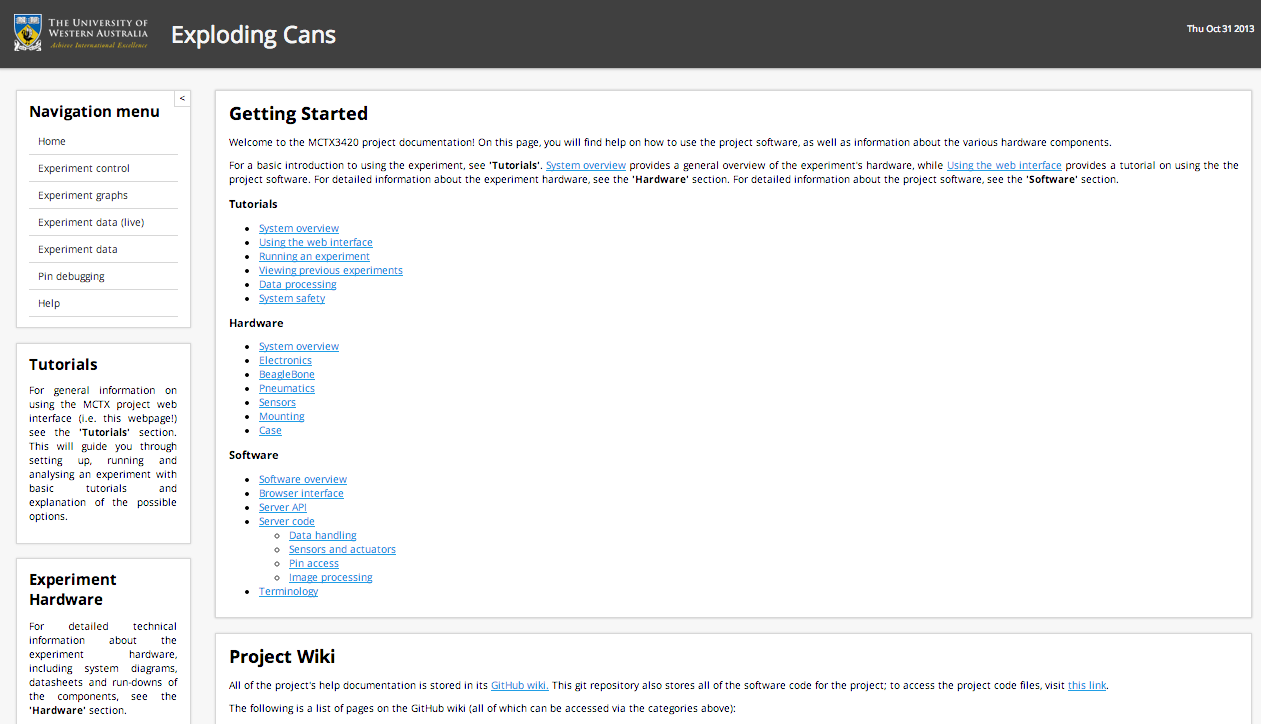 THE UNIVERSITY OF
WESTERN AUSTRALIA
Achieve International Excellence
Exploding Cans
Thu Oct 31 2013
<
Navigation menu
Home
Experiment control
Experiment graphs
Experiment data (live)
Experiment data
Pin debugging
Help
Tutorials
For general information on
using the MCTX project web
interface (i.e. this webpage!)
see the 'Tutorials' section.
This will guide you through
setting up, running and
analysing an experiment with
basic tutorials and
explanation of the possible
options.
Experiment
Hardware
For detailed technical
information about the
experiment hardware,
including system diagrams,
datasheets and run-downs of
the components, see the
'Hardware' section.
Getting Started
Welcome to the MCTX3420 project documentation! On this page, you will find help on how to use the project software, as well as information about the various hardware components.
For a basic introduction to using the experiment, see 'Tutorials'. System overview provides a general overview of the experiment's hardware, while Using the web interface provides a tutorial on using the the
project software. For detailed information about the experiment hardware, see the 'Hardware' section. For detailed information about the project software, see the 'Software' section.
Tutorials
• System overview
• Using the web interface
• Running an experiment
• Viewing previous experiments
• Data processing
• System safety
Hardware
• System overview
• Electronics
• BeagleBone
• Pneumatics
• Sensors
• Mounting
• Case
Software
• Software overview
• Browser interface
• Server API
• Server code
◦ Data handling
◦ Sensors and actuators
◦ Pin access
◦ Image processing
• Terminology
Project Wiki
All of the project's help documentation is stored in its GitHub wiki. This git repository also stores all of the software code for the project; to access the project code files, visit this link.
The following is a list of pages on the GitHub wiki (all of which can be accessed via the categories above):